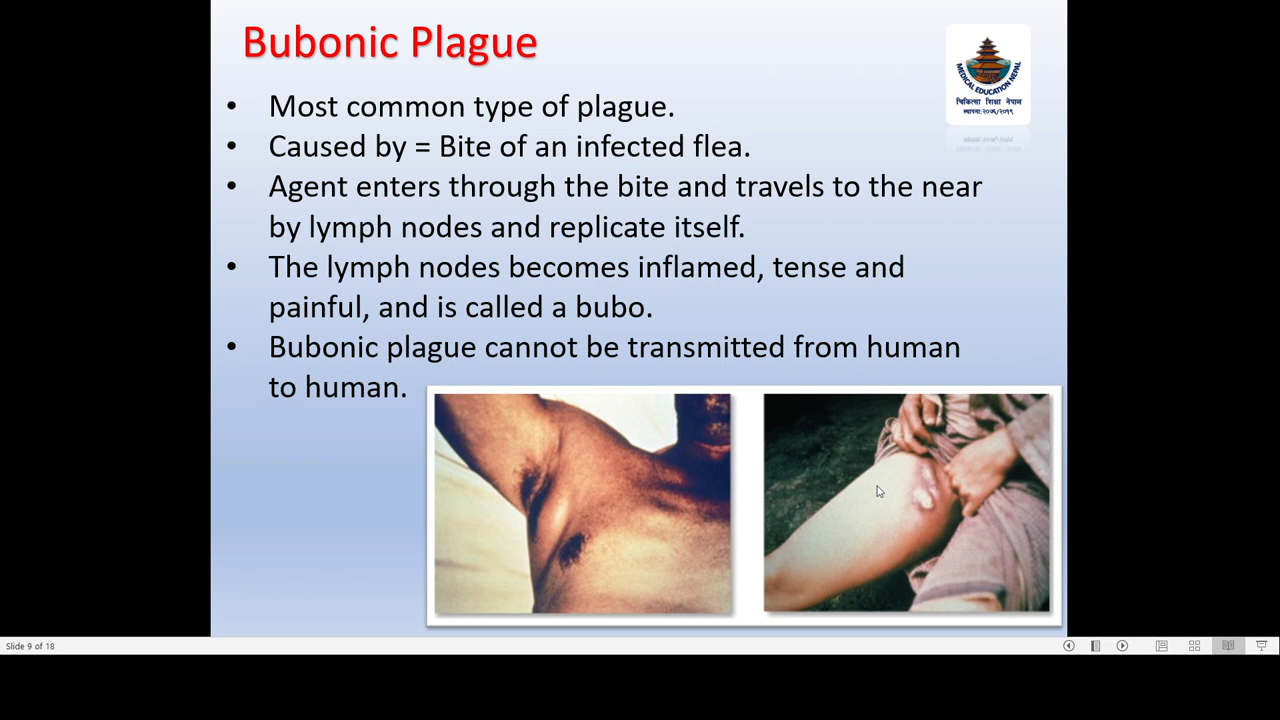 Bubonic Plague
• Most common type of plague.
• Caused by = Bite of an infected flea.
• Agent enters through the bite and travels to the near
by lymph nodes and replicate itself.
• The lymph nodes becomes inflamed, tense and
painful, and is called a bubo.
• Bubonic plague cannot be transmitted from human
to human.
MEDICAL EDUCATION NEPAL
चिकित्सा शिक्षा नेपाल
स्थापना:२०७६/२०१९
Slide 9 of 18